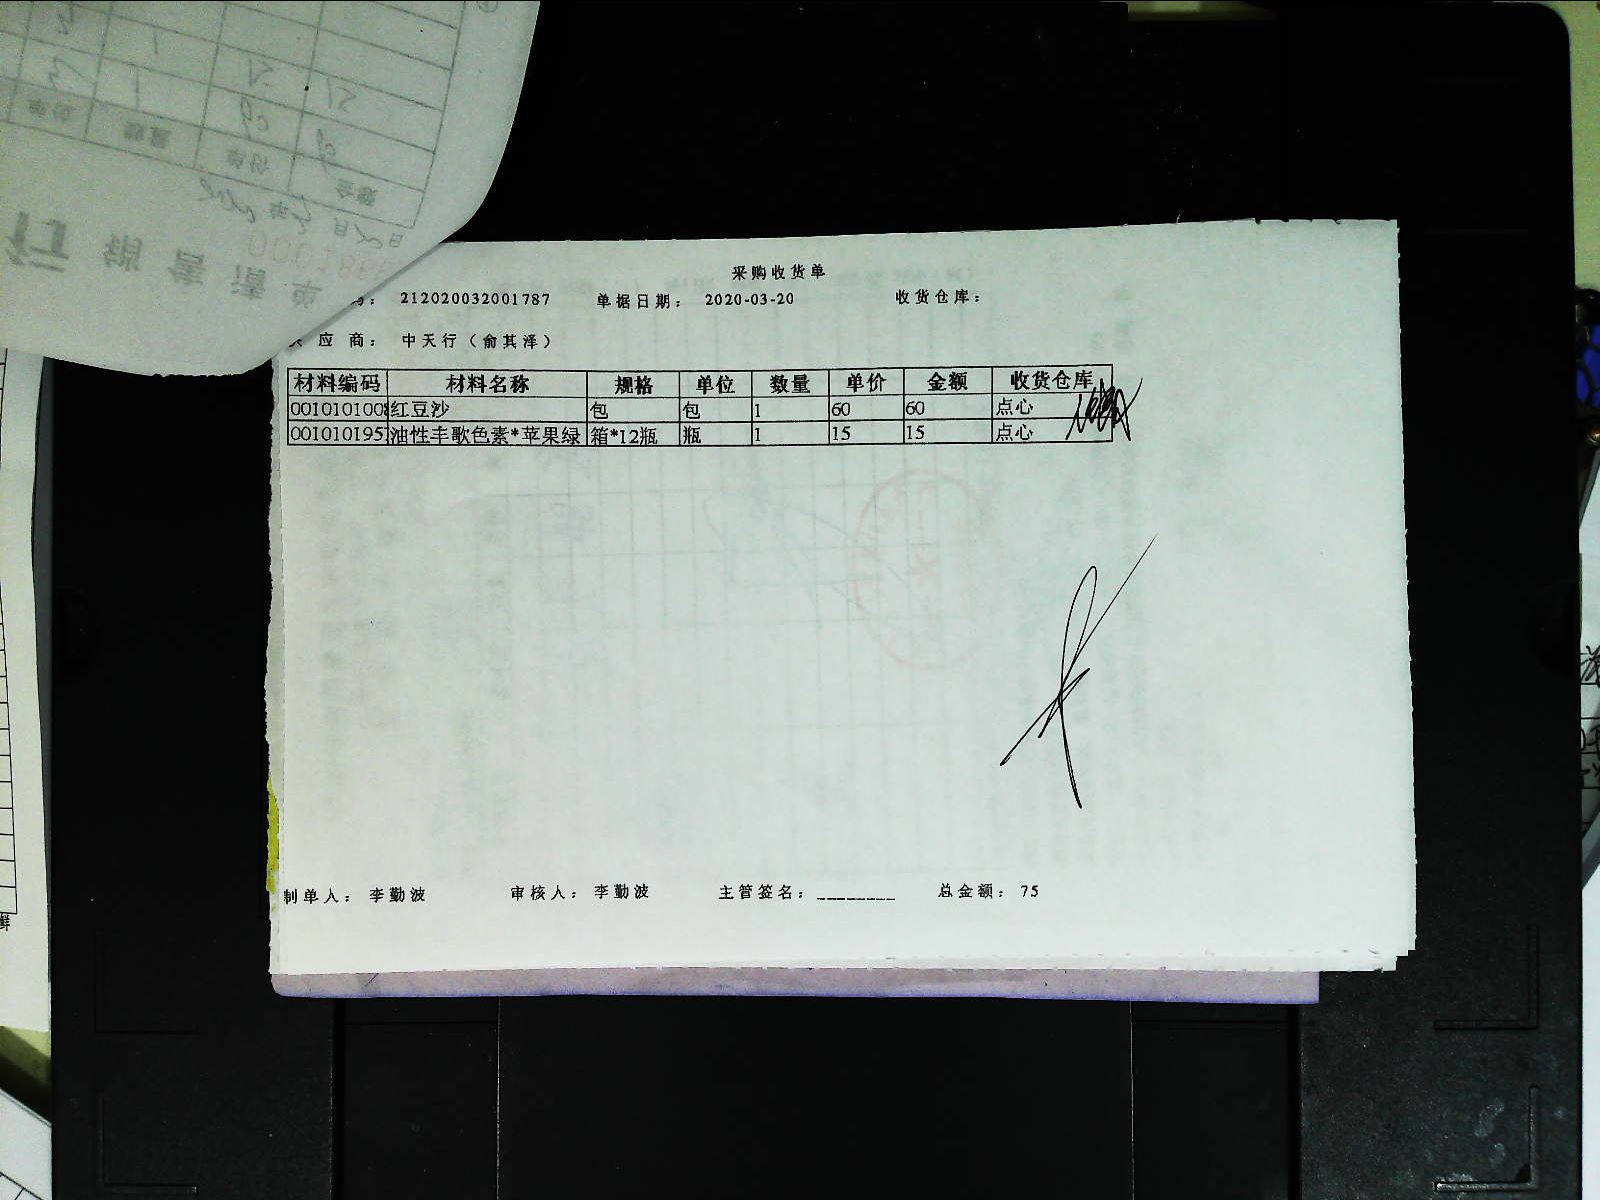 采购收货单
: 212020032001787 单据日期: 2020-03-20 收货仓库:
应商: 中天行(俞其泽)
材料编码 材料名称 规格 单位 数量 单价 金额 收货仓库
001010100 红豆沙 包 包 1 60 60 点心
001010195 油性丰歌色素*苹果绿 箱*12瓶 瓶 1 15 15 点心
制单人: 李勤波 审核人: 李勤波 主管签名: ________ 总金额: 75